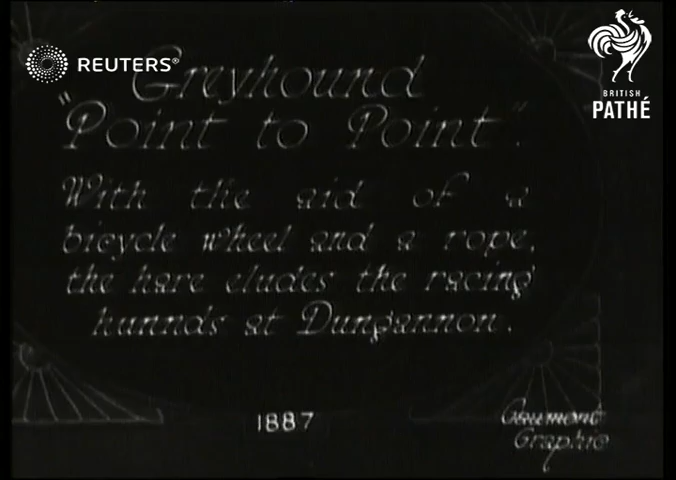 REUTERS®
BRITISH
PATHÉ
Greyhound
"Point to Point".
With the aid of a
bicycle wheel and a rope,
the hare eludes the racing
hunnds at Dungannon.
1887
Gaumont
Graphic